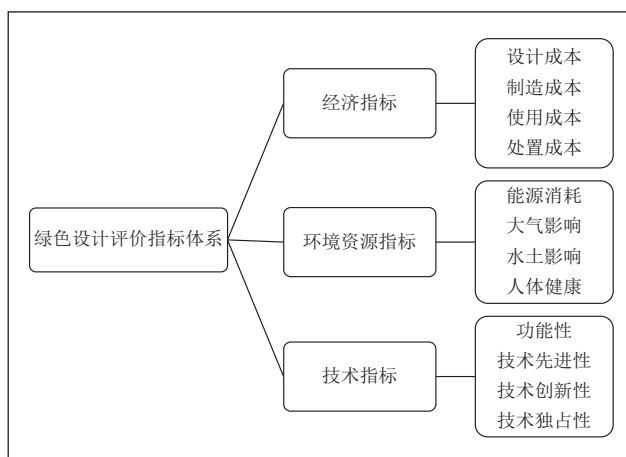 绿色设计评价指标体系
经济指标
设计成本
制造成本
使用成本
处置成本
环境资源指标
能源消耗
大气影响
水土影响
人体健康
技术指标
功能性
技术先进性
技术创新性
技术独占性